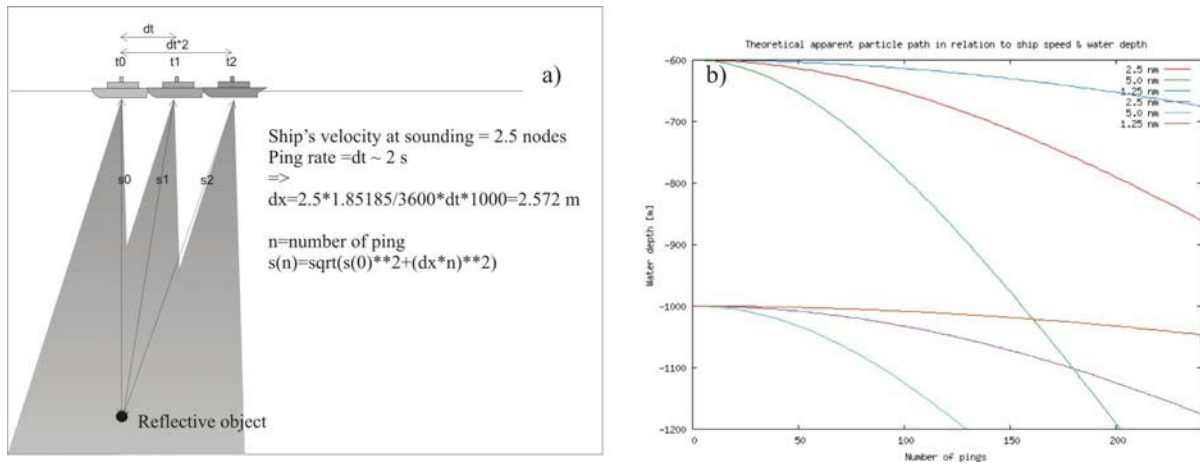 dt
dt*2
t0 t1 t2
a)
Ship's velocity at sounding = 2.5 nodes
Ping rate =dt ~ 2 s
=>
dx=2.5*1.85185/3600*dt*1000=2.572 m
s0 s1 s2
n=number of ping
s(n)=sqrt(s(0)**2+(dx*n)**2)
Reflective object
Theoretical apparent particle path in relation to ship speed & water depth
b)
2.5 nm
5.0 nm
1.25 nm
2.5 nm
5.0 nm
1.25 nm
-600
-700
-800
-900
-1000
-1100
-1200
Water depth [m]
0 50 100 150 200
Number of pings